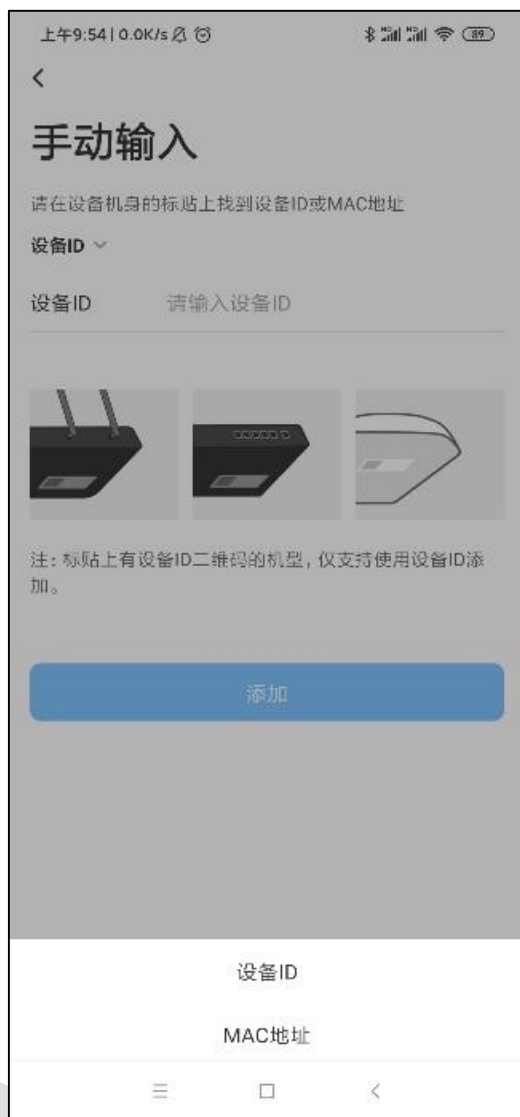 上午9:54 | 0.0K/s
89
手动输入
请在设备机身的标贴上找到设备ID或MAC地址
设备ID
设备ID 请输入设备ID
注:标贴上有设备ID二维码的机型,仅支持使用设备ID添
加。
添加
设备ID
MAC地址